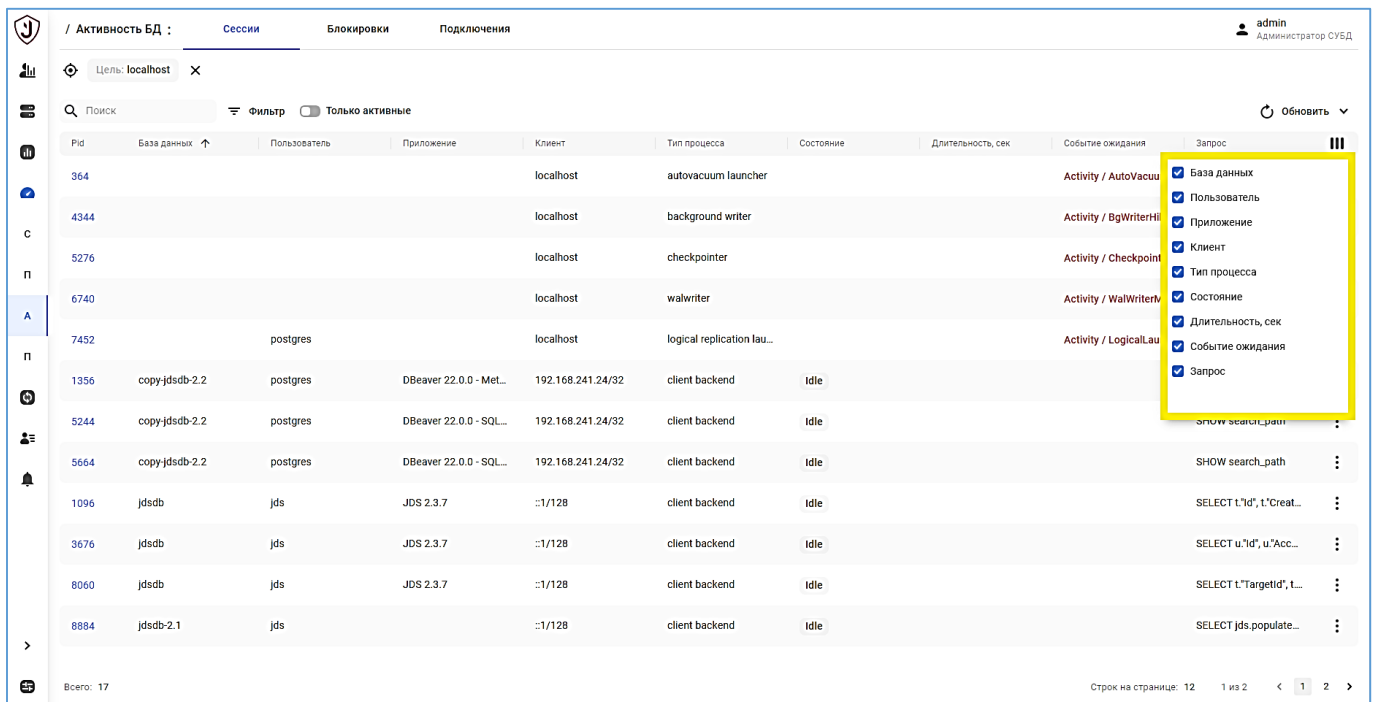 / Активность БД :
Сессии
Блокировки
Подключения
admin
Администратор СУБД
Цель: localhost
Поиск
Фильтр
Только активные
Обновить
Pid База данных Пользователь Приложение Клиент Тип процесса Состояние Длительность, сек Событие ожидания Запрос
364 localhost autovacuum launcher Activity / AutoVacuu
4344 localhost background writer Activity / BgWriterHi
5276 localhost checkpointer Activity / Checkpoint
6740 localhost walwriter Activity / WalWriterM
7452 postgres localhost logical replication lau... Activity / LogicalLau
1356 copy-jdsdb-2.2 postgres DBeaver 22.0.0 - Met... 192.168.241.24/32 client backend Idle
5244 copy-jdsdb-2.2 postgres DBeaver 22.0.0 - SQL... 192.168.241.24/32 client backend Idle SHOW search_path
5664 copy-jdsdb-2.2 postgres DBeaver 22.0.0 - SQL... 192.168.241.24/32 client backend Idle SHOW search_path
1096 jdsdb jds JDS 2.3.7 ::1/128 client backend Idle SELECT t."Id", t."Creat...
3676 jdsdb jds JDS 2.3.7 ::1/128 client backend Idle SELECT u."Id", u."Acc...
8060 jdsdb jds JDS 2.3.7 ::1/128 client backend Idle SELECT t."TargetId", t....
8884 jdsdb-2.1 jds ::1/128 client backend Idle SELECT jds.populate...
База данных
Пользователь
Приложение
Клиент
Тип процесса
Состояние
Длительность, сек
Событие ожидания
Запрос
С
П
А
П
Всего: 17
Строк на странице: 12 1 из 2 1 2